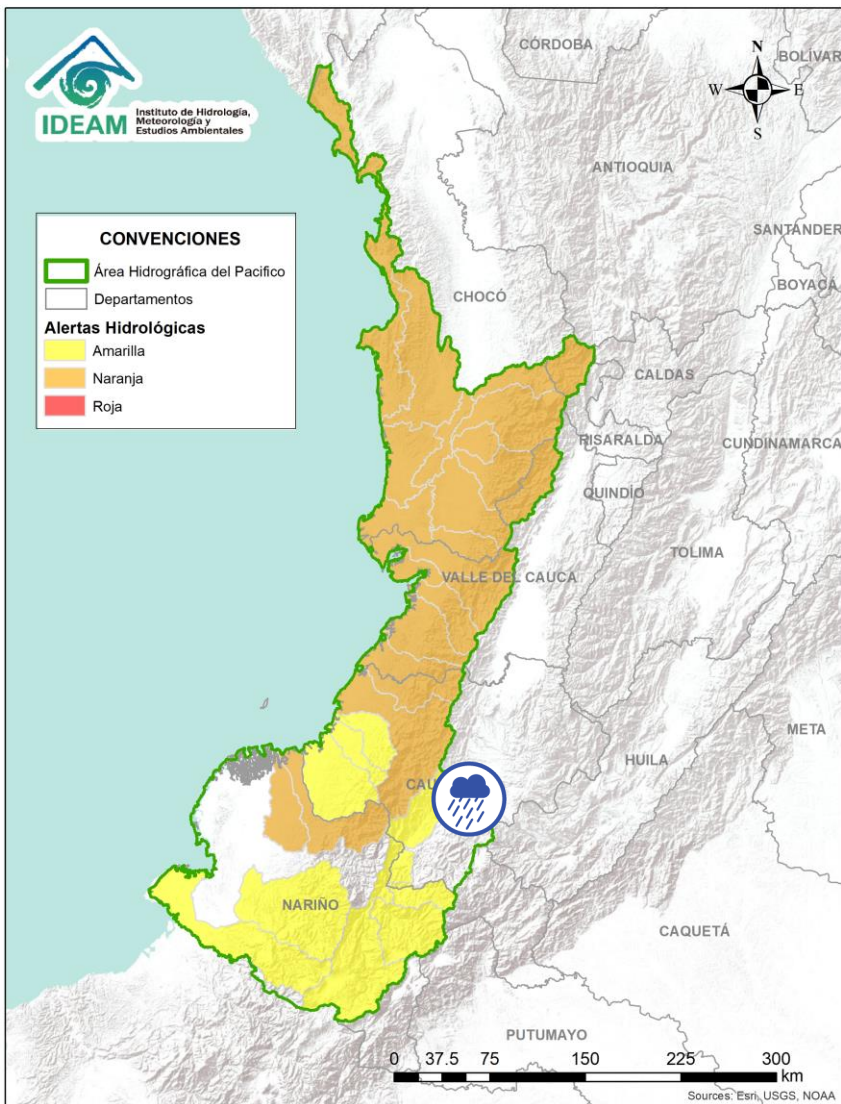 IDEAM
Instituto de Hidrología,
Meteorología y
Estudios Ambientales
CÓRDOBA
BOLÍVAR
N
W
E
S
ANTIOQUIA
SANTANDER
BOYACÁ
CONVENCIONES
Área Hidrográfica del Pacifico
Departamentos
Alertas Hidrológicas
Amarilla
Naranja
Roja
CHOCÓ
CALDAS
RISARALDA
CUNDINAMARCA
QUINDÍO
TOLIMA
VALLE DEL CAUCA
META
HUILA
CAU
NARIÑO
CAQUETÁ
PUTUMAYO
0 37.5 75 150 225 300
km
Sources: Esri, USGS, NOAA